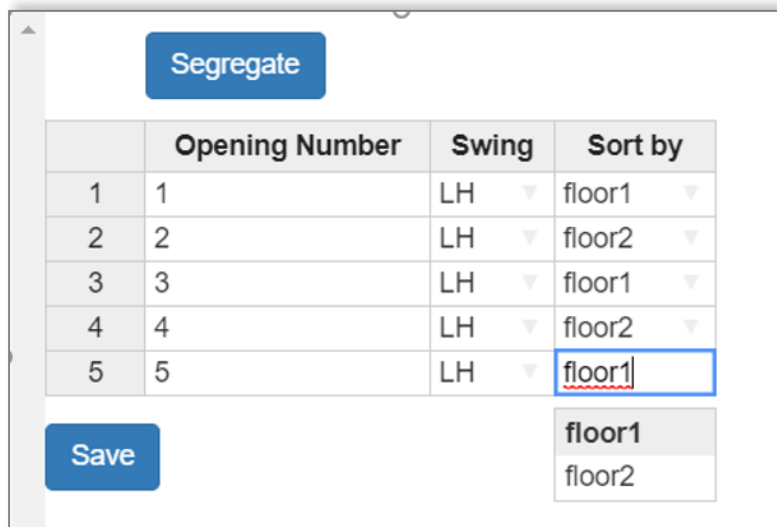 Segregate
Opening Number Swing Sort by
1 1 LH floor1
2 2 LH floor2
3 3 LH floor1
4 4 LH floor2
5 5 LH floor1
floor1
Save
floor2